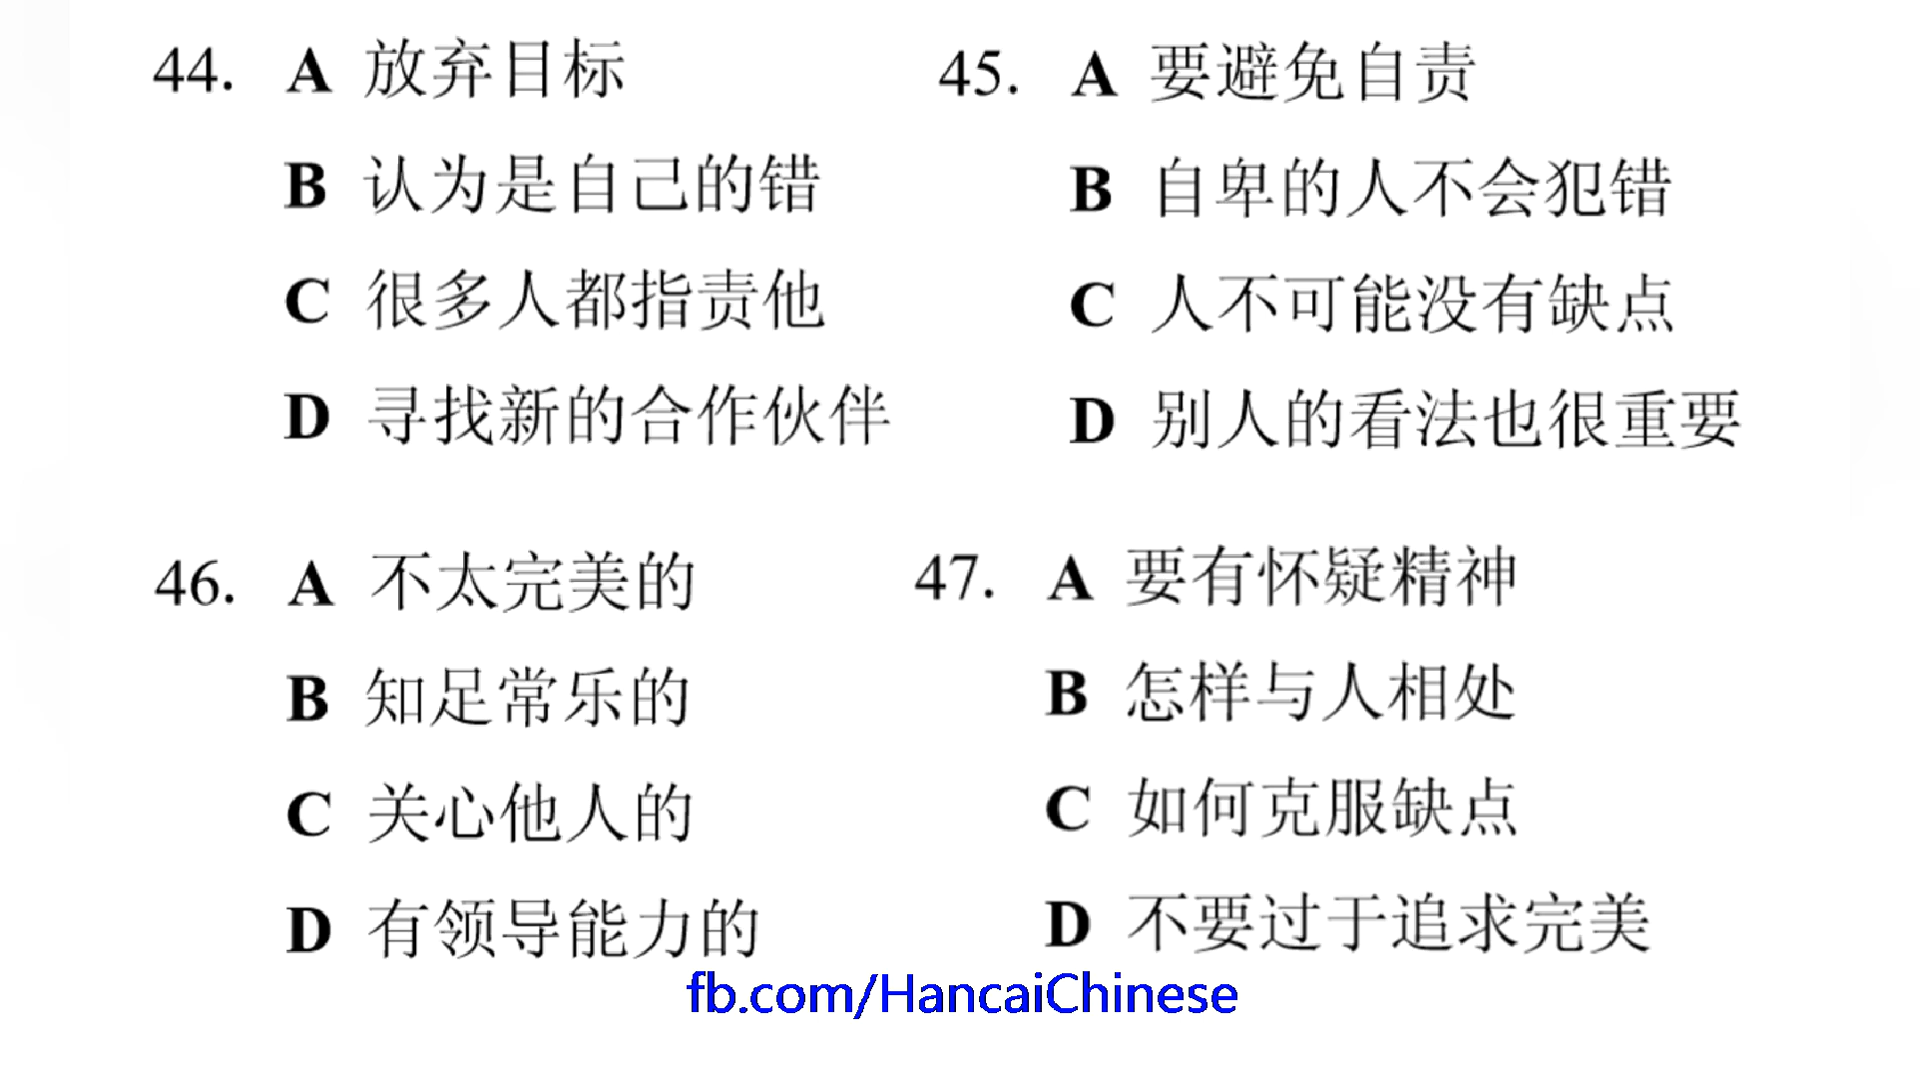 44. A 放弃目标
B 认为是自己的错
C 很多人都指责他
D 寻找新的合作伙伴
45. A 要避免自责
B 自卑的人不会犯错
C 人不可能没有缺点
D 别人的看法也很重要
46. A 不太完美的
B 知足常乐的
C 关心他人的
D 有领导能力的
47. A 要有怀疑精神
B 怎样与人相处
C 如何克服缺点
D 不要过于追求完美
fb.com/HancaiChinese